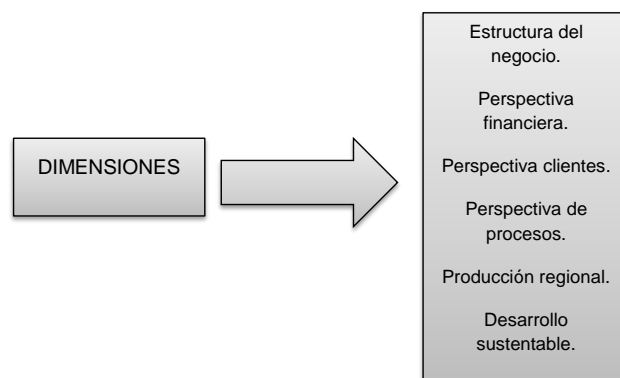 DIMENSIONES
Estructura del
negocio.
Perspectiva
financiera.
Perspectiva clientes.
Perspectiva de
procesos.
Producción regional.
Desarrollo
sustentable.